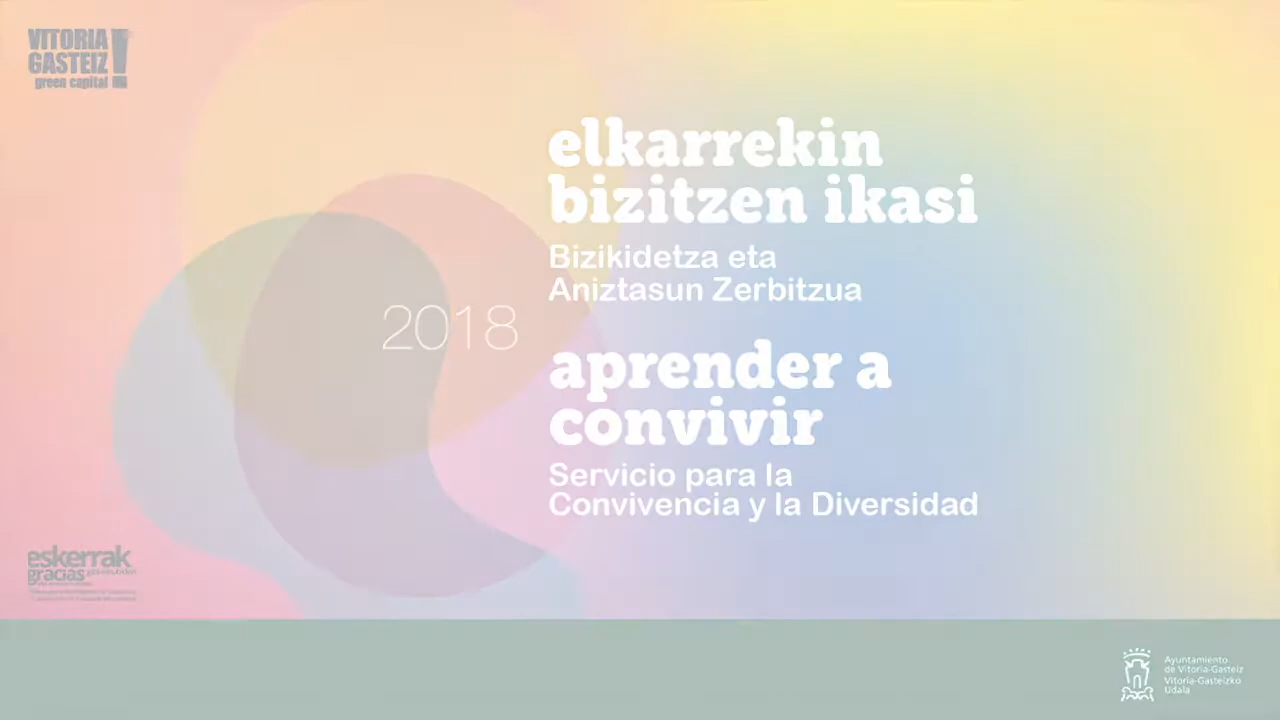 VITORIA
GASTEIZ
green capital
elkarrekin
bizitzen ikasi
Bizikidetza eta
Aniztasun Zerbitzua
2018
aprender a
convivir
Servicio para la
Convivencia y la Diversidad
eskerrak
gracias
Ayuntamiento
de Vitoria-Gasteiz
Vitoria-Gasteizko
Udala